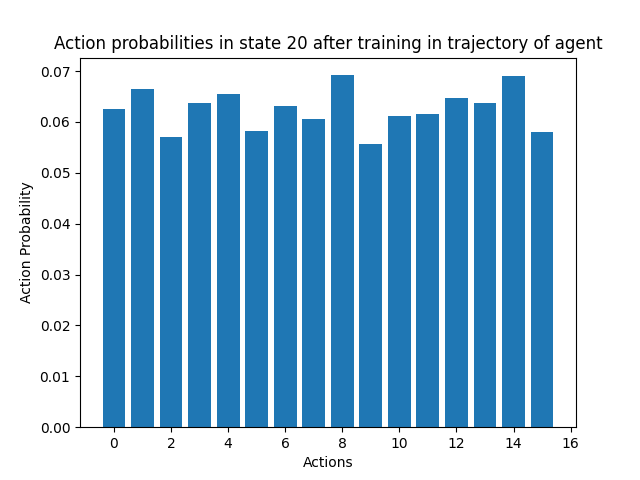 Action probabilities in state 20 after training in trajectory of agent
0.07
0.06
0.05
0.04
0.03
0.02
0.01
0.00
Action Probability
0 2 4 6 8 10 12 14 16
Actions